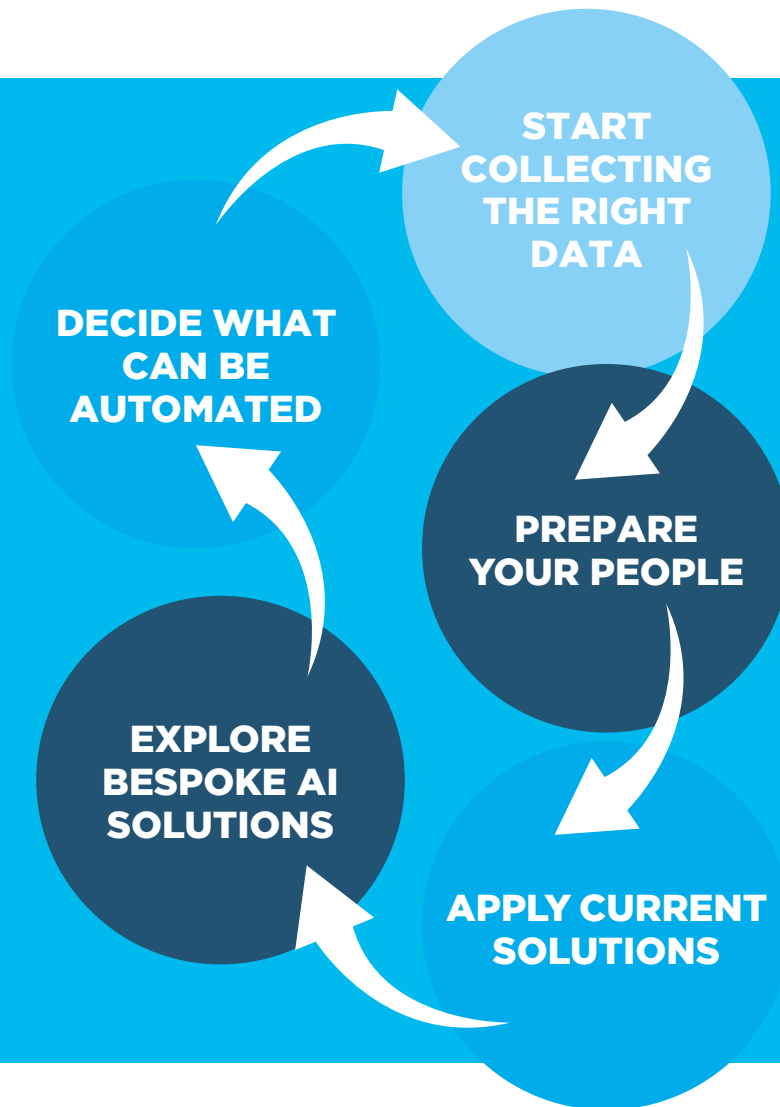 START
COLLECTING
THE RIGHT
DATA
DECIDE WHAT
CAN BE
AUTOMATED
PREPARE
YOUR PEOPLE
EXPLORE
BESPOKE AI
SOLUTIONS
APPLY CURRENT
SOLUTIONS